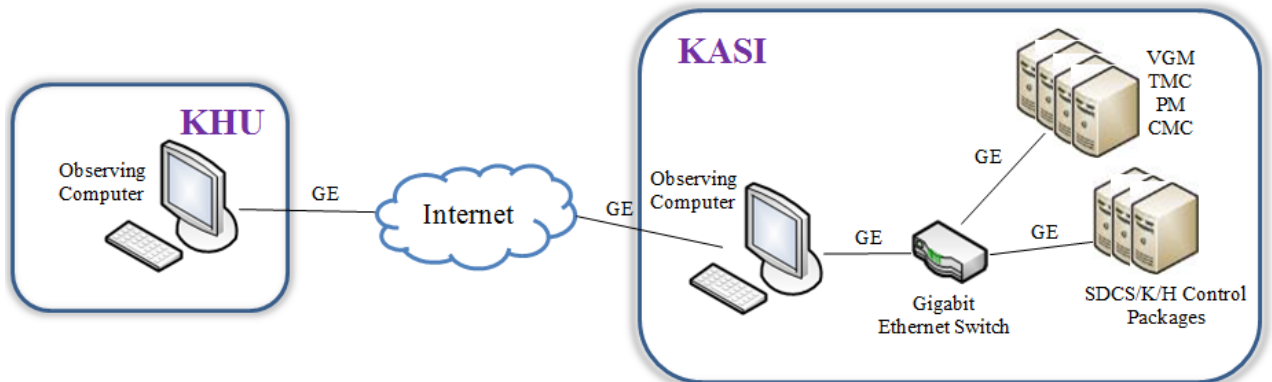 KHU
Observing
Computer
GE
Internet
GE
KASI
Observing
Computer
GE
Gigabit
Ethernet Switch
GE
VGM
TMC
PM
CMC
GE
SDCS/K/H Control
Packages